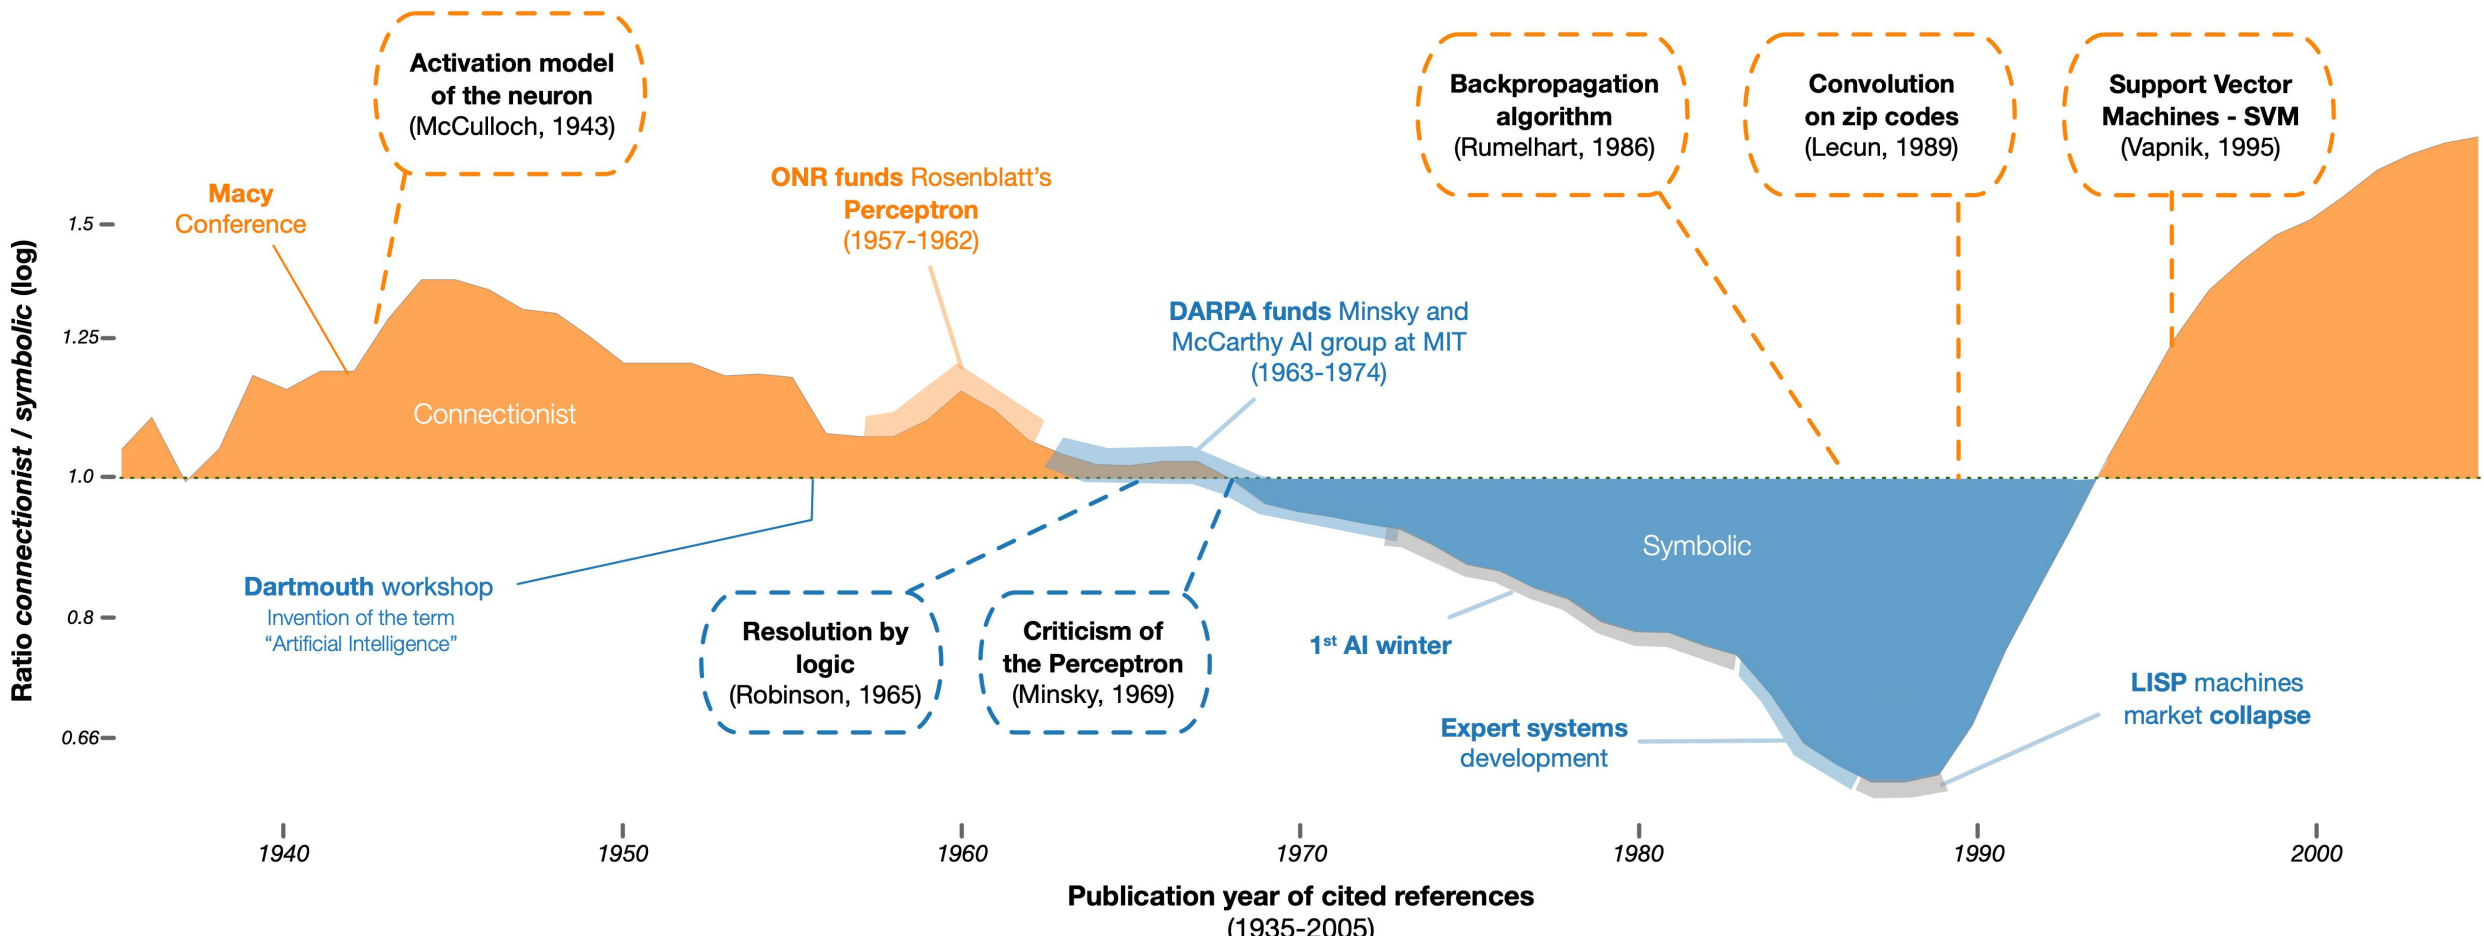 Activation model
of the neuron
(McCulloch, 1943)
Macy
Conference
ONR funds Rosenblatt's
Perceptron
(1957-1962)
DARPA funds Minsky and
McCarthy AI group at MIT
(1963-1974)
Backpropagation
algorithm
(Rumelhart, 1986)
Convolution
on zip codes
(Lecun, 1989)
Support Vector
Machines - SVM
(Vapnik, 1995)
Ratio connectionist / symbolic (log)
1.5
1.25
1.0
0.8
0.66
Connectionist
Symbolic
Dartmouth workshop
Invention of the term
“Artificial Intelligence”
Resolution by
logic
(Robinson, 1965)
Criticism of
the Perceptron
(Minsky, 1969)
1st AI winter
Expert systems
development
LISP machines
market collapse
1940
1950
1960
1970
1980
1990
2000
Publication year of cited references
(1935-2005)